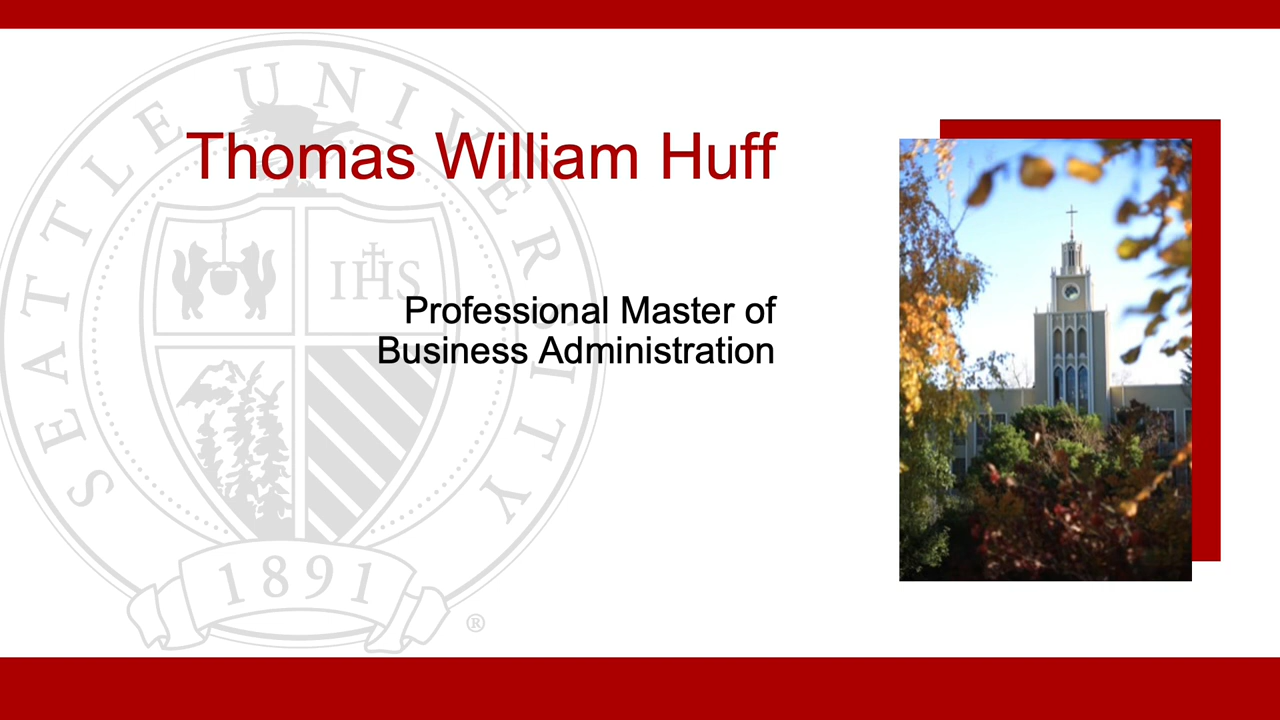 SEATTLE UNIVERSITY
Thomas William Huff
IHS
Professional Master of
Business Administration
1891
®